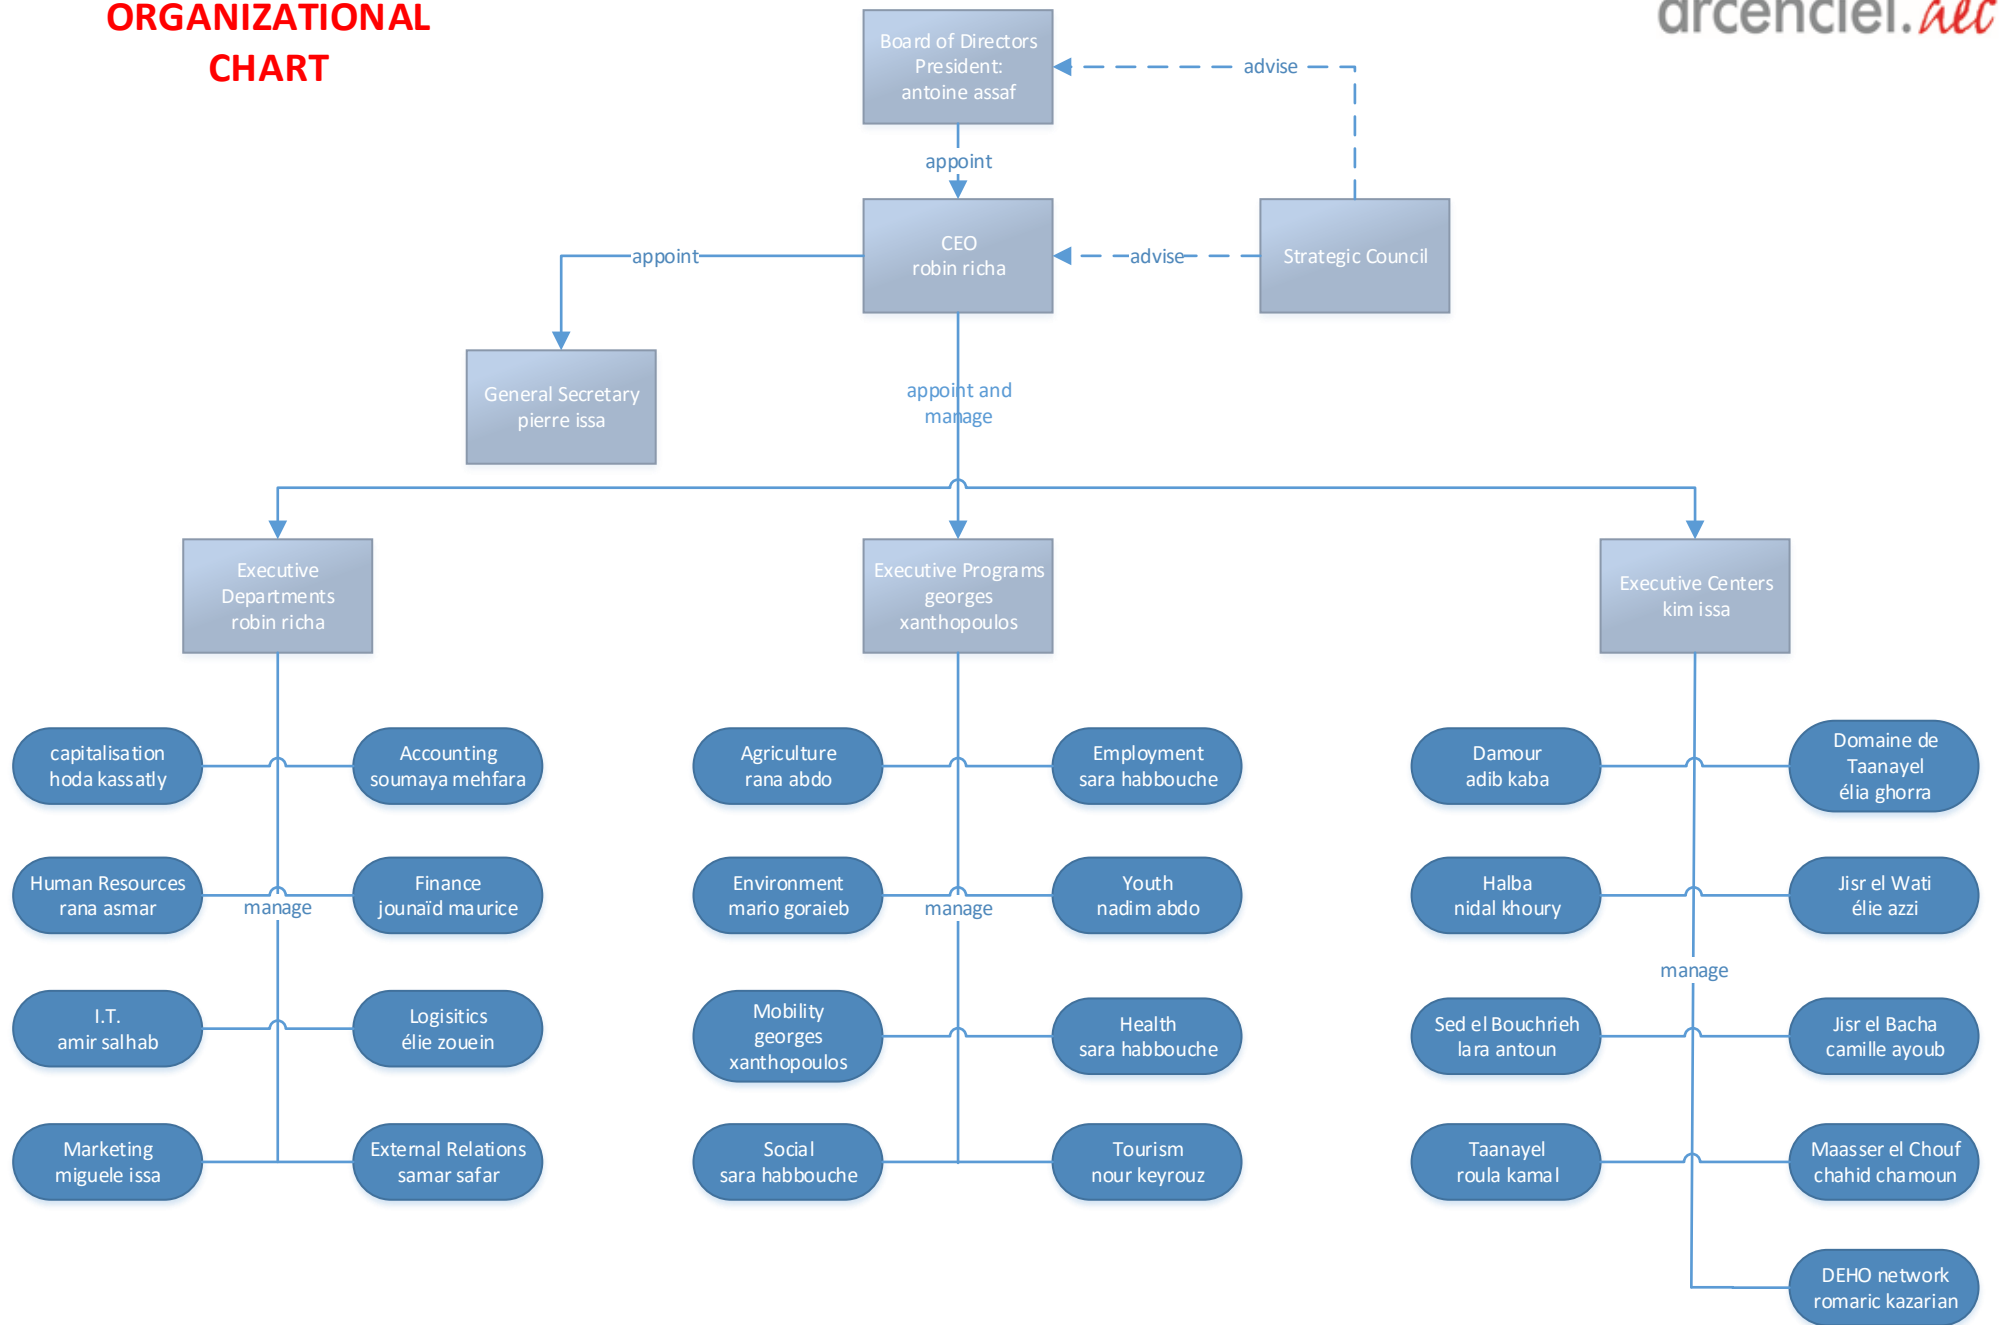 ORGANIZATIONAL
CHART
arcenciel.aec
Board of Directors
President:
antoine assaf
advise
appoint
CEO
robin richa
advise
Strategic Council
appoint
General Secretary
pierre issa
appoint and
manage
Executive
Departments
robin richa
Executive Programs
georges
xanthopoulos
Executive Centers
kim issa
capitalisation
hoda kassatly
Accounting
soumaya mehfara
Human Resources
rana asmar
Finance
jounaïd maurice
manage
I.T.
amir salhab
Logisitics
élie zouein
Marketing
miguele issa
External Relations
samar safar
Agriculture
rana abdo
Employment
sara habbouche
Environment
mario goraieb
Youth
nadim abdo
manage
Mobility
georges
xanthopoulos
Health
sara habbouche
Social
sara habbouche
Tourism
nour keyrouz
Damour
adib kaba
Domaine de
Taanayel
élia ghorra
Halba
nidal khoury
Jisr el Wati
élie azzi
manage
Sed el Bouchrieh
lara antoun
Jisr el Bacha
camille ayoub
Taanayel
roula kamal
Maasser el Chouf
chahid chamoun
DEHO network
romaric kazarian